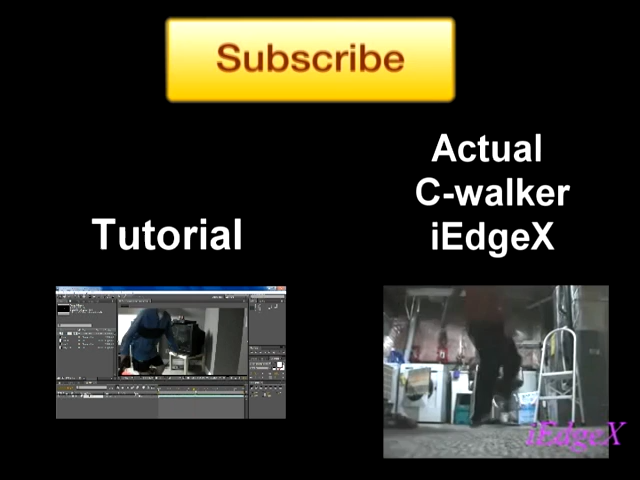 Subscribe
Actual
C-walker
iEdgeX
Tutorial
iEdgeX